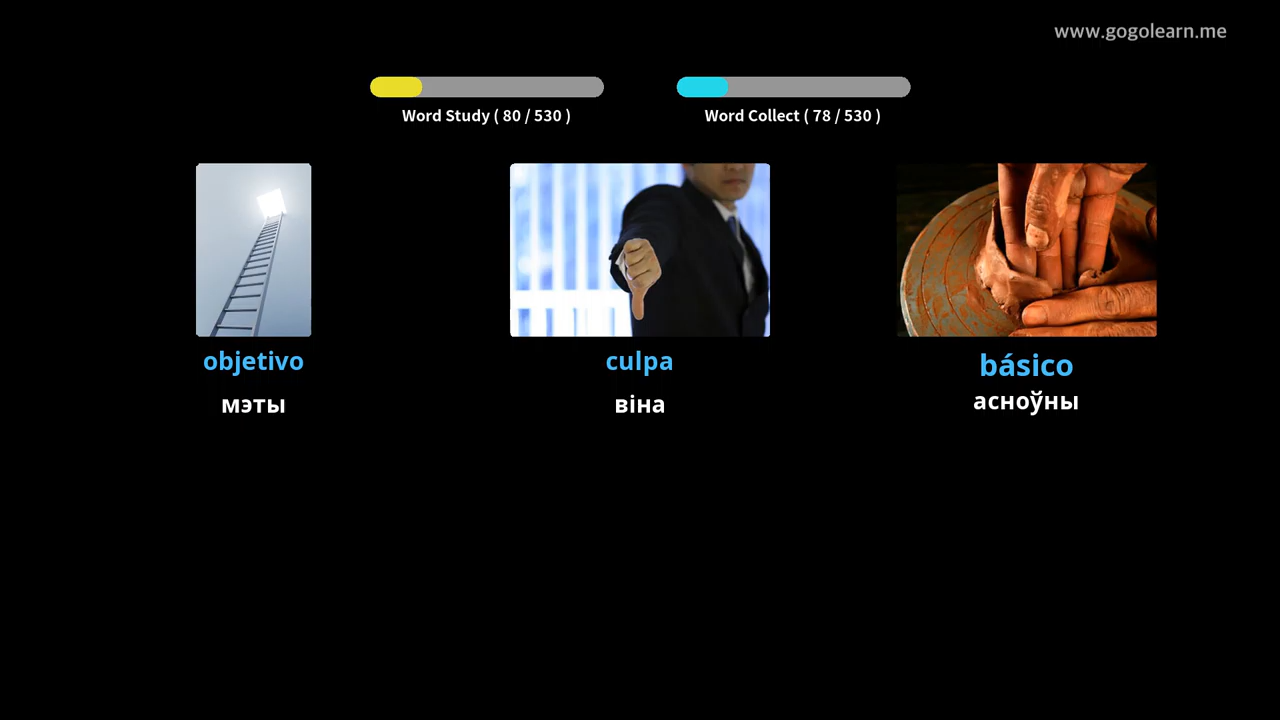 www.gogolearn.me
Word Study ( 80 / 530 )
Word Collect ( 78 / 530 )
objetivo
мэты
culpa
віна
básico
асноўны